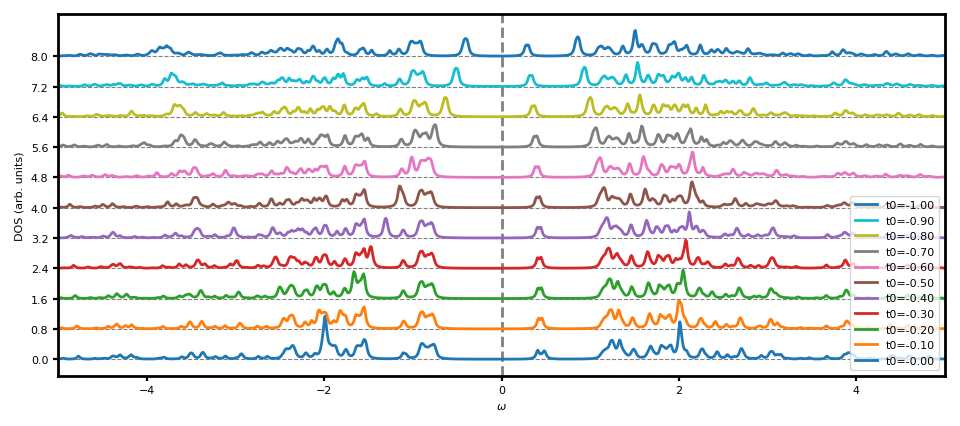 DOS (arb. units)
8.0
7.2
6.4
5.6
4.8
4.0
3.2
2.4
1.6
0.8
0.0
t0=-1.00
t0=-0.90
t0=-0.80
t0=-0.70
t0=-0.60
t0=-0.50
t0=-0.40
t0=-0.30
t0=-0.20
t0=-0.10
t0=-0.00
−4
−2
0
2
4
ω